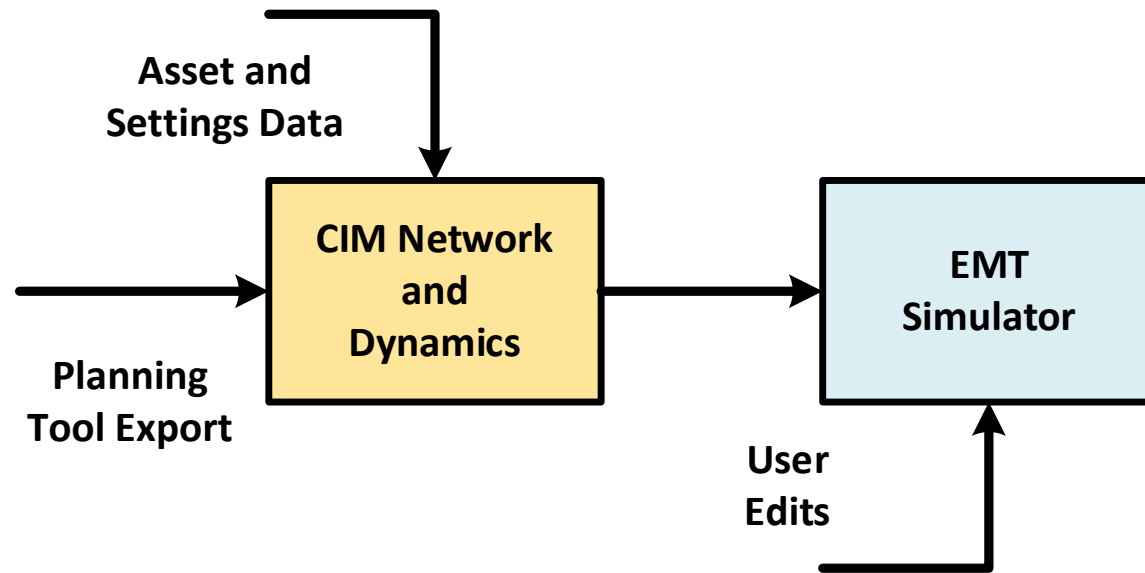 Asset and
Settings Data
CIM Network
and
Dynamics
EMT
Simulator
Planning
Tool Export
User
Edits